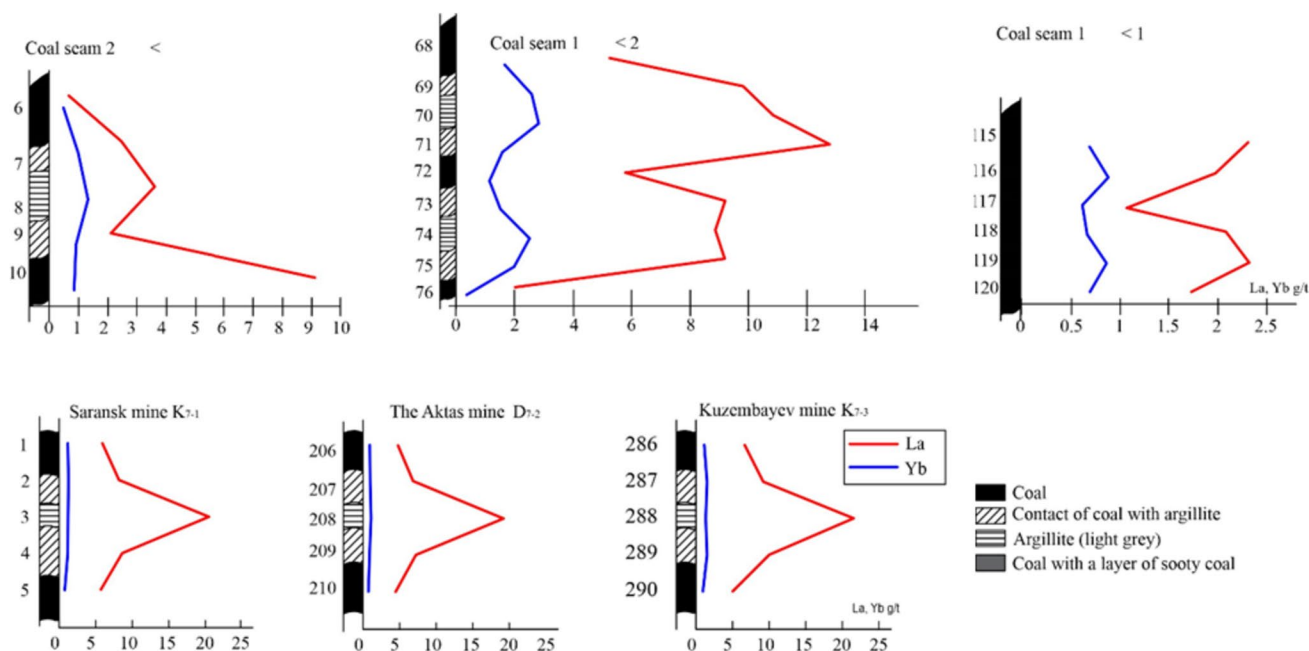 Coal seam 2 <
6
7
8
9
10
0 1 2 3 4 5 6 7 8 9 10
Coal seam 1 < 2
68
69
70
71
72
73
74
75
76
0 2 4 6 8 10 12 14
Coal seam 1 < 1
115
116
117
118
119
120
La, Yb g/t
0 0.5 1 1.5 2 2.5
Saransk mine K7-1
1
2
3
4
5
0 5 10 15 20 25
The Aktas mine D7-2
206
207
208
209
210
0 5 10 15 20 25
Kuzembayev mine K7-3
286
287
288
289
290
La, Yb g/t
0 5 10 15 20 25
La
Yb
Coal
Contact of coal with argillite
Argillite (light grey)
Coal with a layer of sooty coal